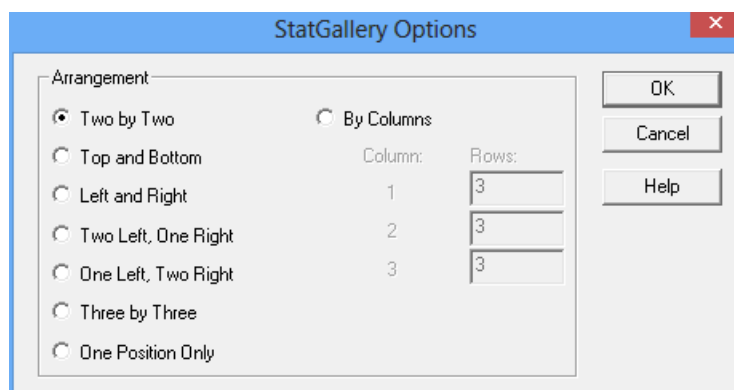 StatGallery Options
Arrangement
Two by Two
By Columns
Top and Bottom
Column: Rows:
Left and Right
1 3
Two Left, One Right
2 3
One Left, Two Right
3 3
Three by Three
One Position Only
OK
Cancel
Help